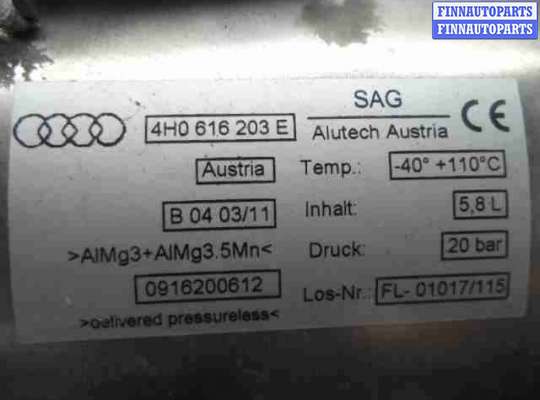 FINNAUTOPARTS
FINNAUTOPARTS
4H0 616 203 E
SAG
Alutech Austria
CE
Austria
Temp.: -40° +110°C
B 04 03/11
Inhalt: 5,8 L
>AlMg3+AlMg3.5Mn<
Druck: 20 bar
0916200612
Los-Nr.: FL- 01017/115
>delivered pressureless<